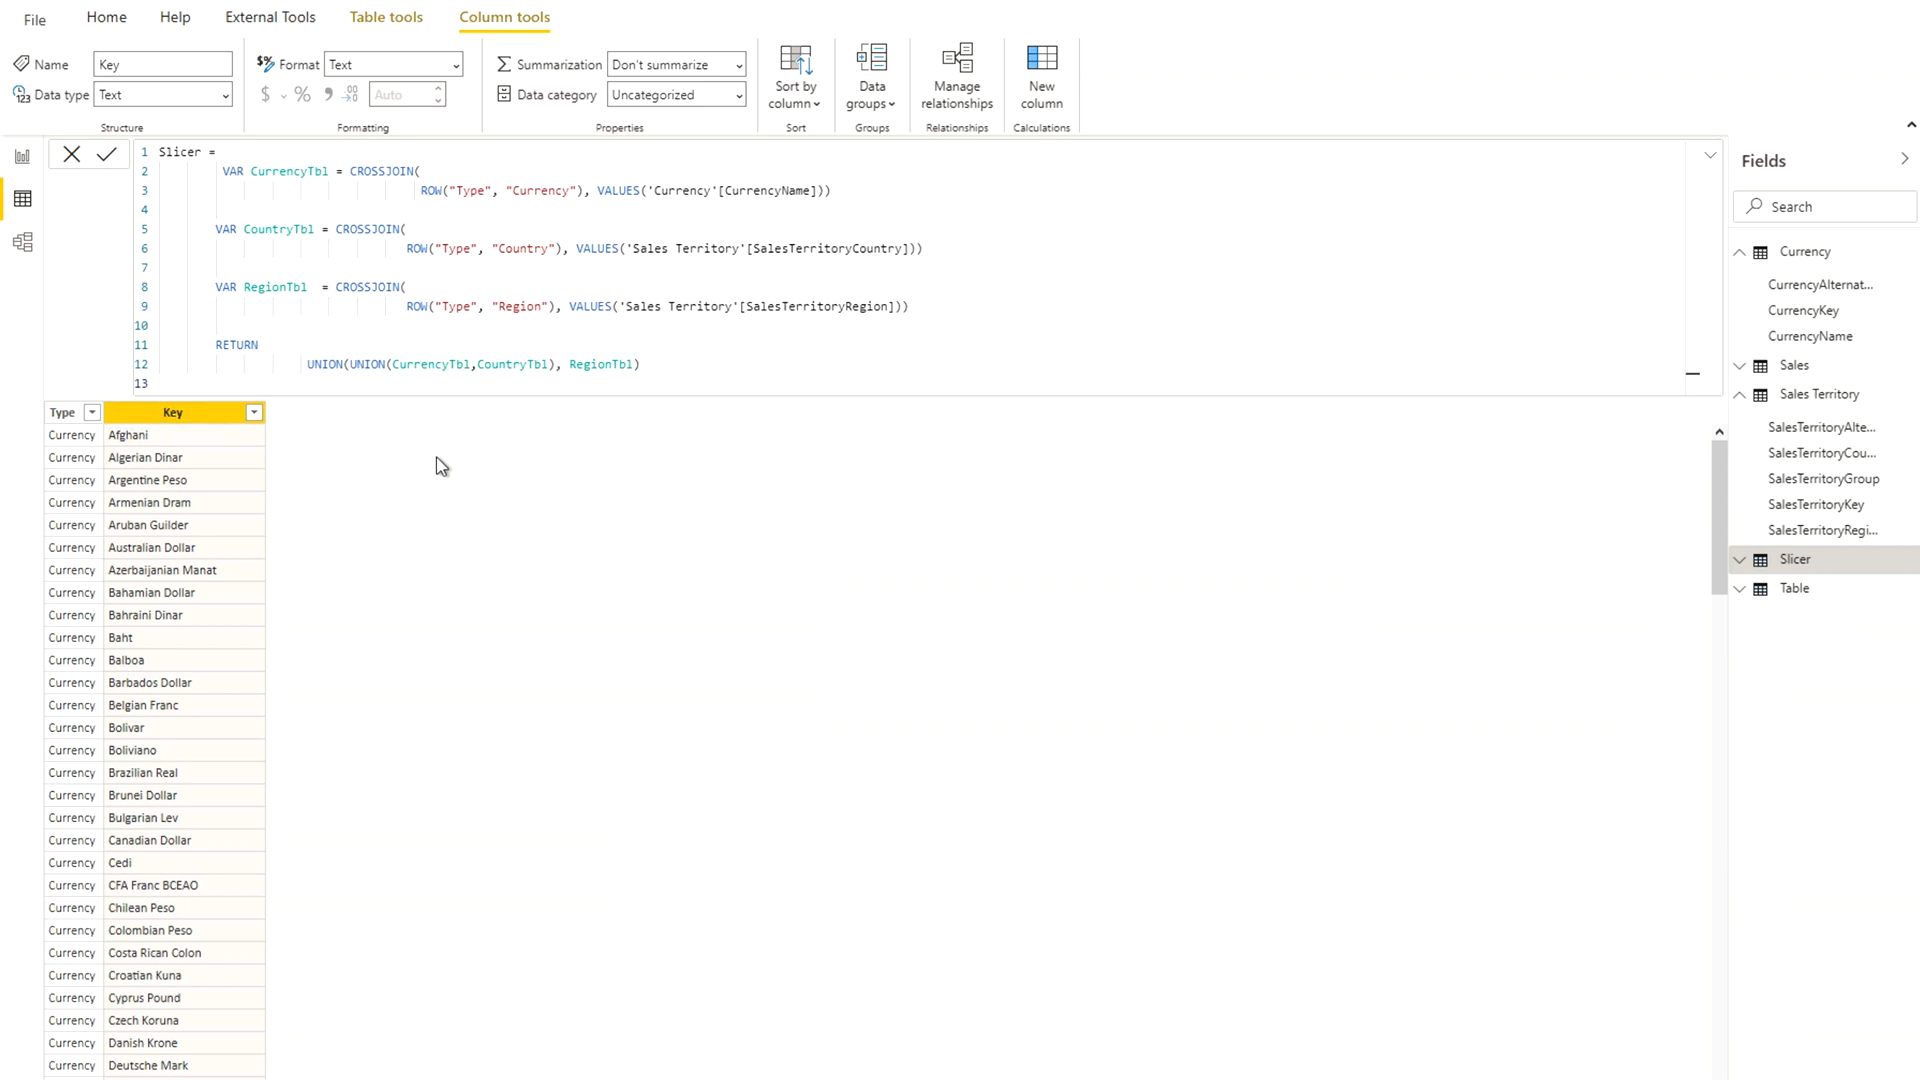 File
Home
Help
External Tools
Table tools
Column tools
Name
Key
Data type
Text
Structure
Format
Text
$
%
Auto
Formatting
Summarization
Don't summarize
Data category
Uncategorized
Properties
Sort by
column
Sort
Data
groups
Groups
Manage
relationships
Relationships
New
column
Calculations
1 Slicer =
2 VAR CurrencyTbl = CROSSJOIN(
3 ROW("Type", "Currency"), VALUES('Currency'[CurrencyName]))
4
5 VAR CountryTbl = CROSSJOIN(
6 ROW("Type", "Country"), VALUES('Sales Territory'[SalesTerritoryCountry]))
7
8 VAR RegionTbl = CROSSJOIN(
9 ROW("Type", "Region"), VALUES('Sales Territory'[SalesTerritoryRegion]))
10
11 RETURN
12 UNION(UNION(CurrencyTbl,CountryTbl), RegionTbl)
13
Type Key
Currency Afghani
Currency Algerian Dinar
Currency Argentine Peso
Currency Armenian Dram
Currency Aruban Guilder
Currency Australian Dollar
Currency Azerbaijanian Manat
Currency Bahamian Dollar
Currency Bahraini Dinar
Currency Baht
Currency Balboa
Currency Barbados Dollar
Currency Belgian Franc
Currency Bolivar
Currency Boliviano
Currency Brazilian Real
Currency Brunei Dollar
Currency Bulgarian Lev
Currency Canadian Dollar
Currency Cedi
Currency CFA Franc BCEAO
Currency Chilean Peso
Currency Colombian Peso
Currency Costa Rican Colon
Currency Croatian Kuna
Currency Cyprus Pound
Currency Czech Koruna
Currency Danish Krone
Currency Deutsche Mark
Fields
Search
Currency
CurrencyAlternat...
CurrencyKey
CurrencyName
Sales
Sales Territory
SalesTerritoryAlte...
SalesTerritoryCou...
SalesTerritoryGroup
SalesTerritoryKey
SalesTerritoryRegi...
Slicer
Table